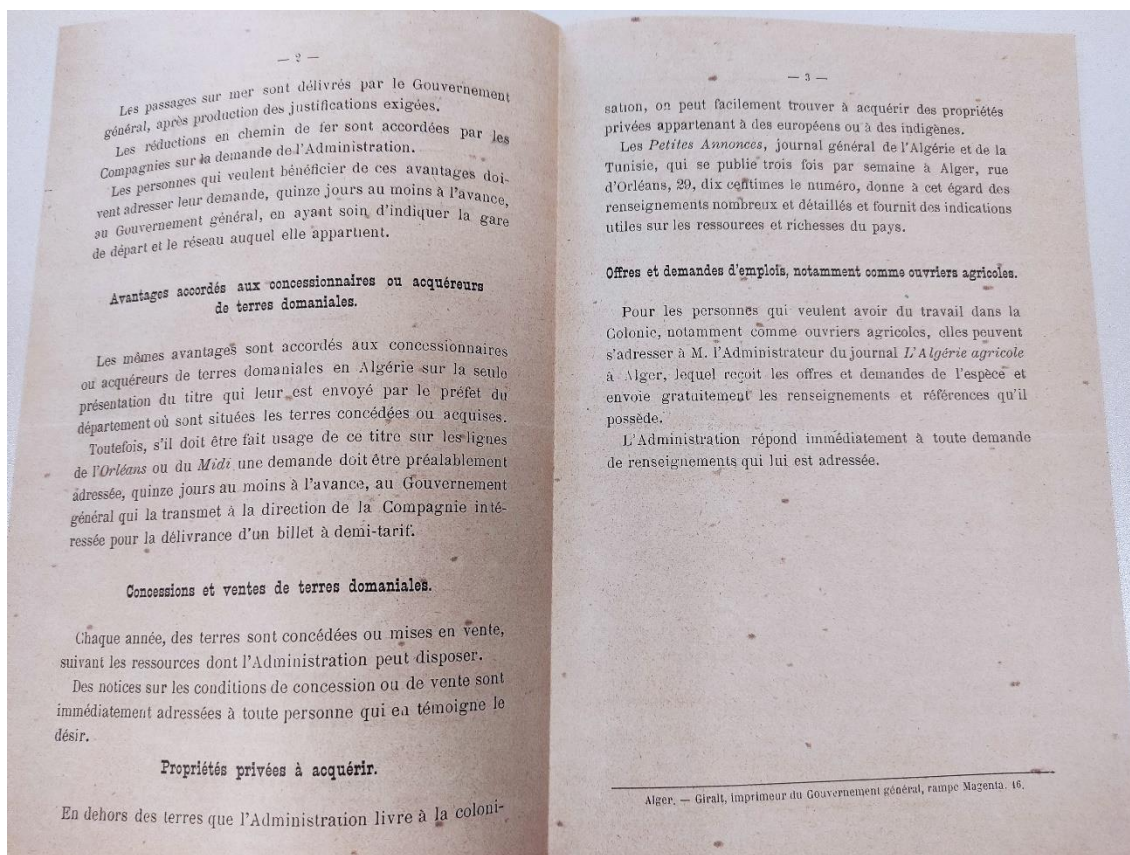 — 2 —
Les passages sur mer sont délivrés par le Gouvernement
général, après production des justifications exigées.
Les réductions en chemin de fer sont accordées par les
Compagnies sur la demande de l'Administration.
Les personnes qui veulent bénéficier de ces avantages doi-
vent adresser leur demande, quinze jours au moins à l'avance,
au Gouvernement général, en ayant soin d'indiquer la gare
de départ et le réseau auquel elle appartient.
Avantages accordés aux concessionnaires ou acquéreurs
de terres domaniales.
Les mêmes avantages sont accordés aux concessionnaires
ou acquéreurs de terres domaniales en Algérie sur la seule
présentation du titre qui leur est envoyé par le préfet du
département où sont situées les terres concédées ou acquises.
Toutefois, s'il doit être fait usage de ce titre sur les lignes
de l'Orléans ou du Midi une demande doit être préalablement
adressée, quinze jours au moins à l'avance, au Gouvernement
général qui la transmet à la direction de la Compagnie inté-
ressée pour la délivrance d'un billet à demi-tarif.
Concessions et ventes de terres domaniales.
Chaque année, des terres sont concédées ou mises en vente,
suivant les ressources dont l'Administration peut disposer.
Des notices sur les conditions de concession ou de vente sont
immédiatement adressées à toute personne qui en témoigne le
désir.
Propriétés privées à acquérir.
En dehors des terres que l'Administration livre à la coloni-
— 3 —
sation, on peut facilement trouver à acquérir des propriétés
privées appartenant à des européens ou à des indigènes.
Les Petites Annonces, journal général de l'Algérie et de la
Tunisie, qui se publie trois fois par semaine à Alger, rue
d'Orléans, 29, dix centimes le numéro, donne à cet égard des
renseignements nombreux et détaillés et fournit des indications
utiles sur les ressources et richesses du pays.
Offres et demandes d'emplois, notamment comme ouvriers agricoles.
Pour les personnes qui veulent avoir du travail dans la
Colonie, notamment comme ouvriers agricoles, elles peuvent
s'adresser à M. l'Administrateur du journal L'Algérie agricole
à Alger, lequel reçoit les offres et demandes de l'espèce et
envoie gratuitement les renseignements et références qu'il
possède.
L'Administration répond immédiatement à toute demande
de renseignements qui lui est adressée.
Alger. — Giralt, imprimeur du Gouvernement général, rampe Magenta. 16.